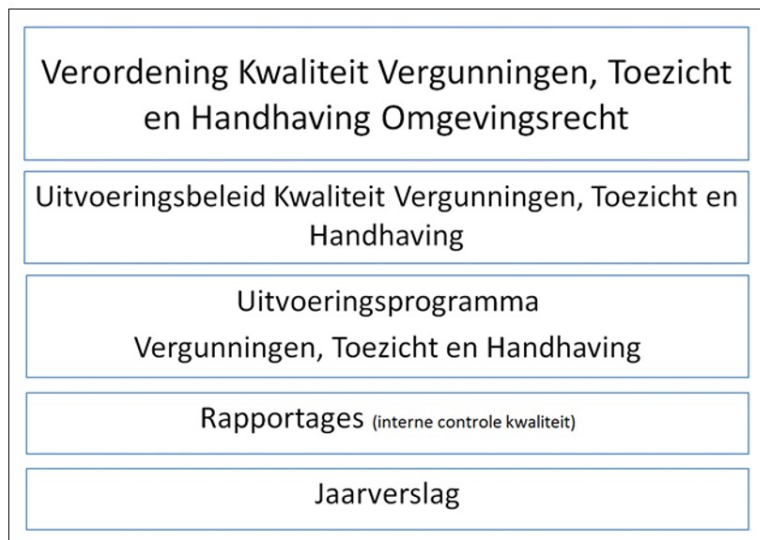 Verordening Kwaliteit Vergunningen, Toezicht
en Handhaving Omgevingsrecht
Uitvoeringsbeleid Kwaliteit Vergunningen, Toezicht en
Handhaving
Uitvoeringsprogramma
Vergunningen, Toezicht en Handhaving
Rapportages (interne controle kwaliteit)
Jaarverslag